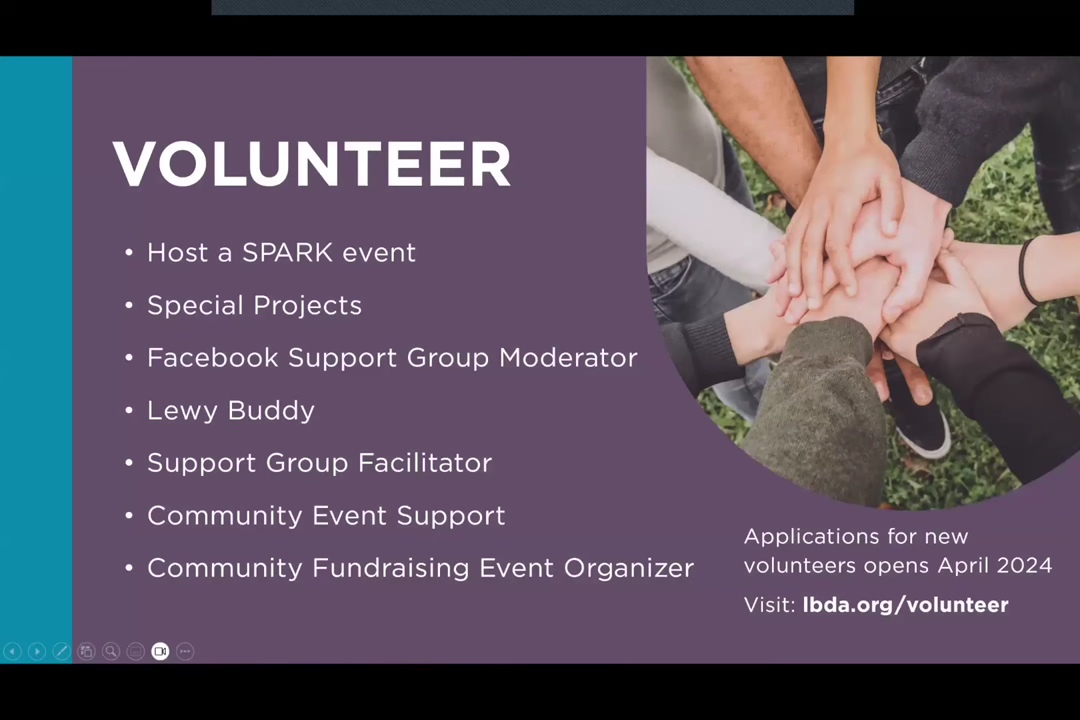 VOLUNTEER
• Host a SPARK event
• Special Projects
• Facebook Support Group Moderator
• Lewy Buddy
• Support Group Facilitator
• Community Event Support
• Community Fundraising Event Organizer
Applications for new
volunteers opens April 2024
Visit: lbda.org/volunteer